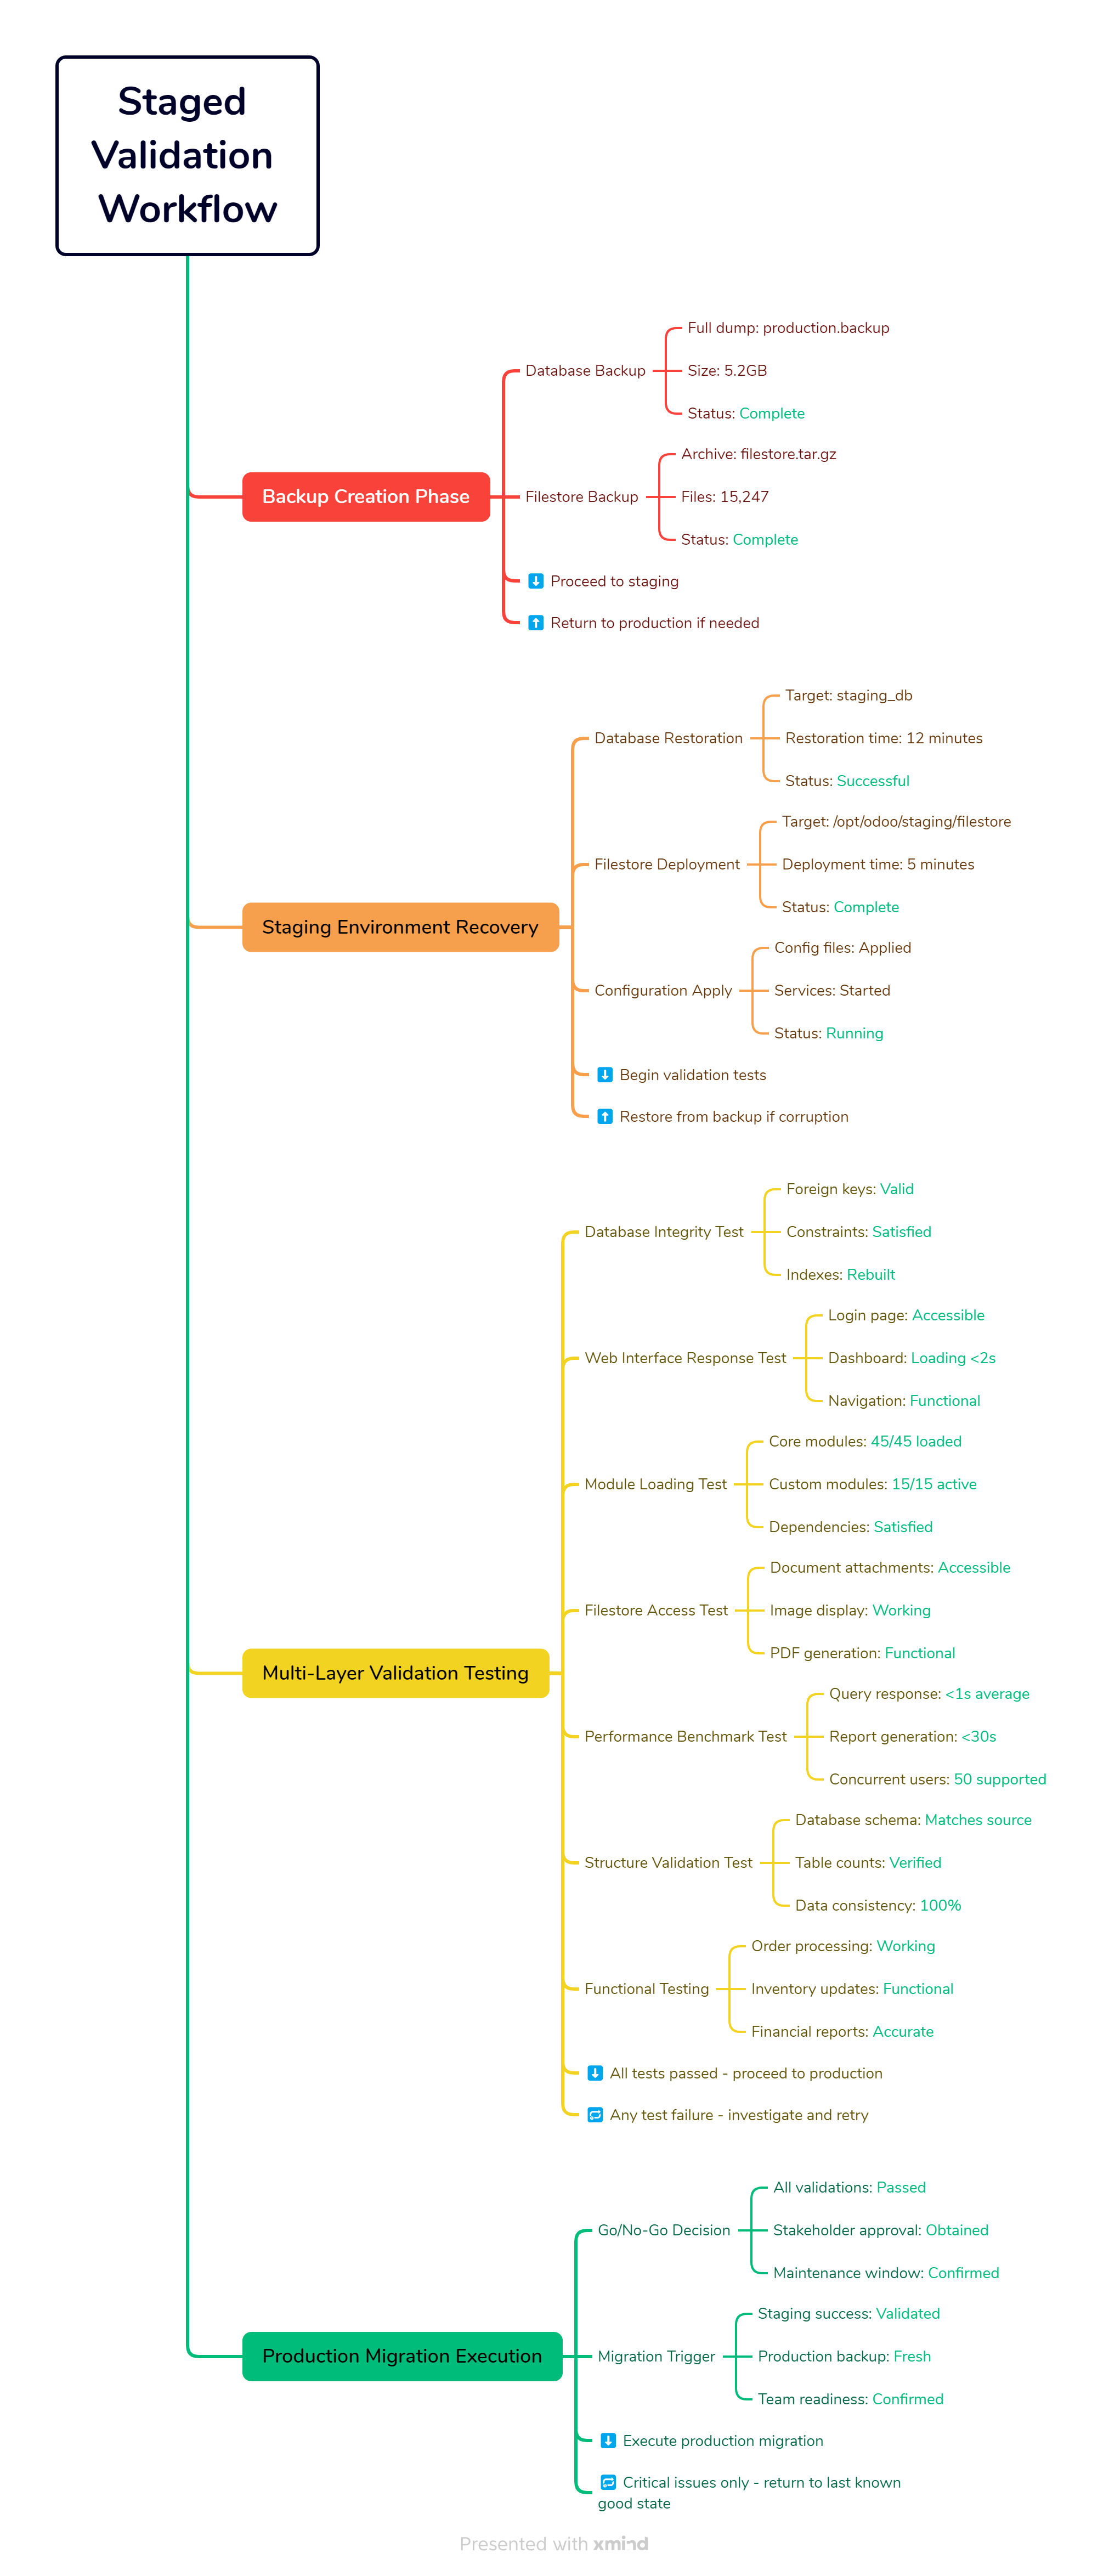 Staged
Validation
Workflow
Backup Creation Phase
Database Backup
Full dump: production.backup
Size: 5.2GB
Status: Complete
Filestore Backup
Archive: filestore.tar.gz
Files: 15,247
Status: Complete
⬇️ Proceed to staging
⬆️ Return to production if needed
Staging Environment Recovery
Database Restoration
Target: staging_db
Restoration time: 12 minutes
Status: Successful
Filestore Deployment
Target: /opt/odoo/staging/filestore
Deployment time: 5 minutes
Status: Complete
Configuration Apply
Config files: Applied
Services: Started
Status: Running
⬇️ Begin validation tests
⬆️ Restore from backup if corruption
Multi-Layer Validation Testing
Database Integrity Test
Foreign keys: Valid
Constraints: Satisfied
Indexes: Rebuilt
Web Interface Response Test
Login page: Accessible
Dashboard: Loading <2s
Navigation: Functional
Module Loading Test
Core modules: 45/45 loaded
Custom modules: 15/15 active
Dependencies: Satisfied
Filestore Access Test
Document attachments: Accessible
Image display: Working
PDF generation: Functional
Performance Benchmark Test
Query response: <1s average
Report generation: <30s
Concurrent users: 50 supported
Structure Validation Test
Database schema: Matches source
Table counts: Verified
Data consistency: 100%
Functional Testing
Order processing: Working
Inventory updates: Functional
Financial reports: Accurate
⬇️ All tests passed - proceed to production
🔁 Any test failure - investigate and retry
Production Migration Execution
Go/No-Go Decision
All validations: Passed
Stakeholder approval: Obtained
Maintenance window: Confirmed
Migration Trigger
Staging success: Validated
Production backup: Fresh
Team readiness: Confirmed
⬇️ Execute production migration
🔁 Critical issues only - return to last known
good state
Presented with xmind